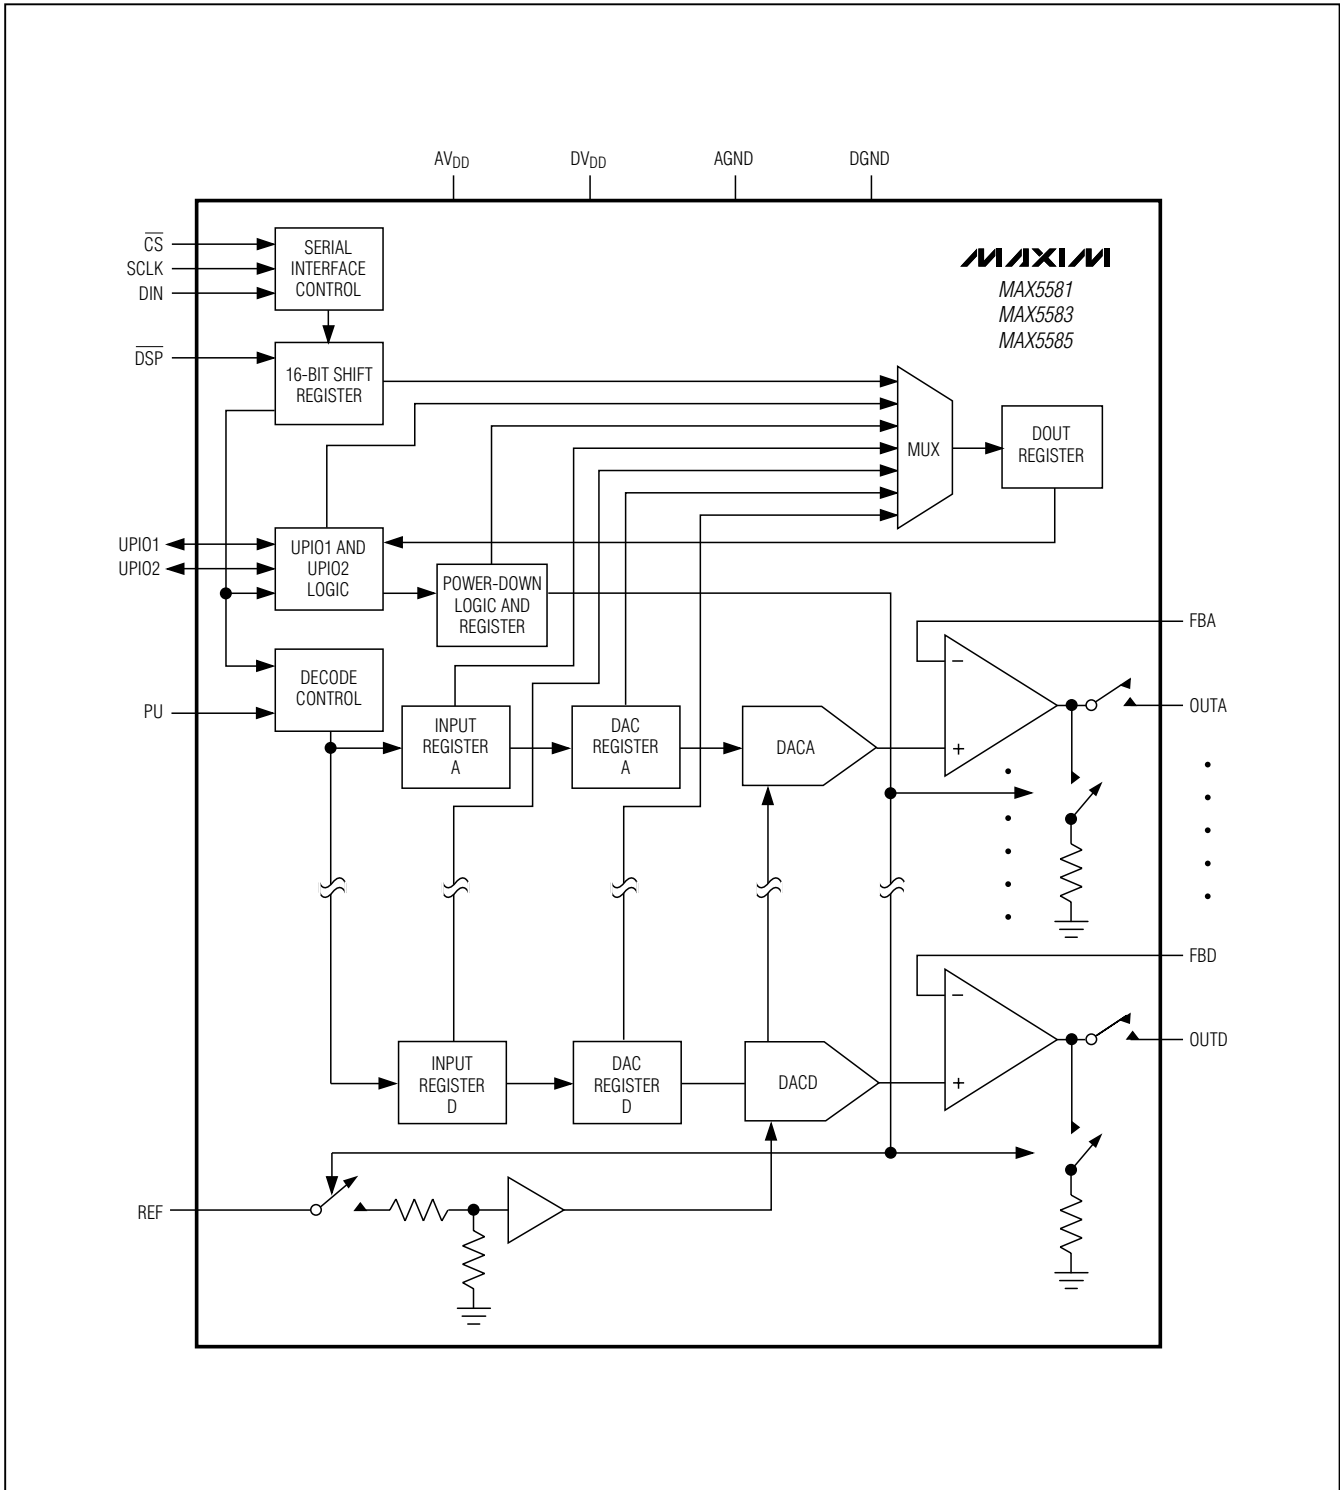 AVDD DVDD AGND DGND
CS
SCLK
DIN
SERIAL
INTERFACE
CONTROL
MAXIM
MAX5581
MAX5583
MAX5585
DSP
16-BIT SHIFT
REGISTER
MUX
DOUT
REGISTER
UPIO1
UPIO2
UPIO1 AND
UPIO2
LOGIC
POWER-DOWN
LOGIC AND
REGISTER
FBA
DECODE
CONTROL
PU
INPUT
REGISTER
A
DAC
REGISTER
A
DACA
−
+
OUTA
FBD
INPUT
REGISTER
D
DAC
REGISTER
D
DACD
−
+
OUTD
REF